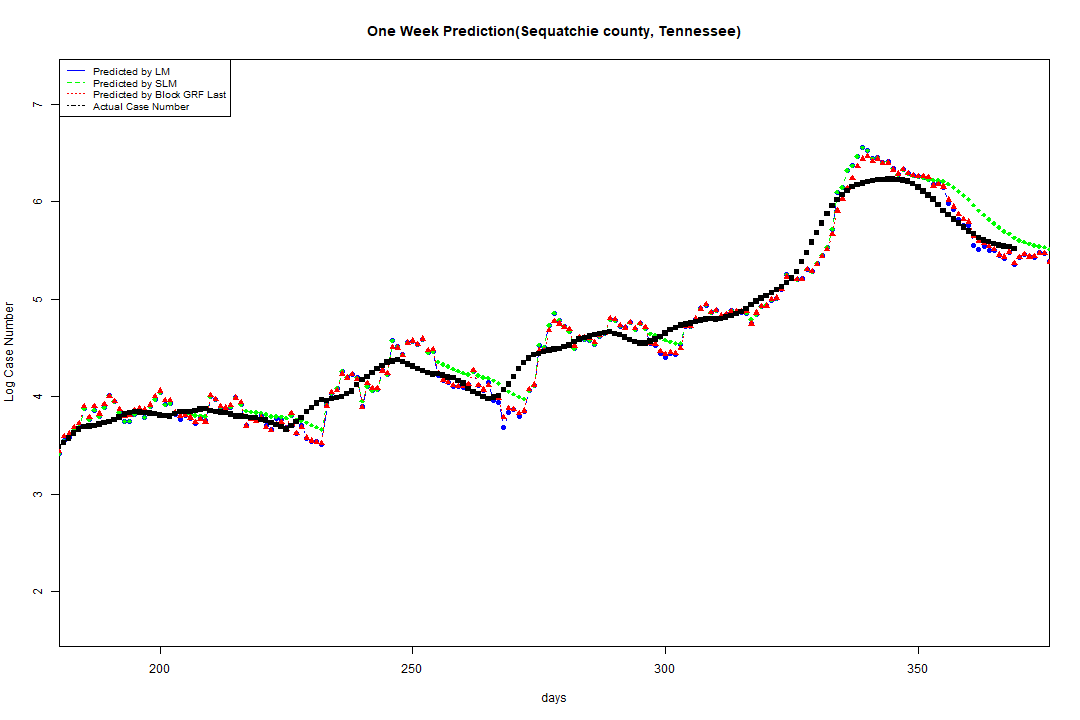 One Week Prediction(Sequatchie county, Tennessee)
Predicted by LM
Predicted by SLM
Predicted by Block GRF Last
Actual Case Number
Log Case Number
7
6
5
4
3
2
200 250 300 350
days